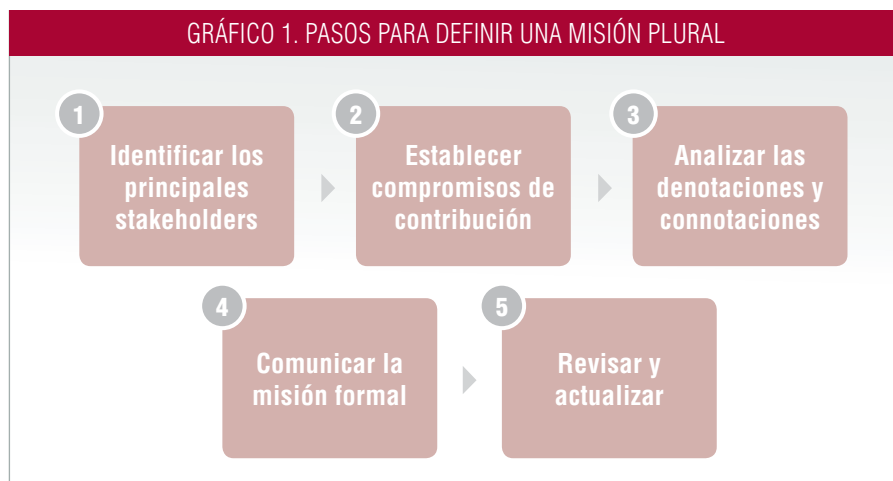 GRÁFICO 1. PASOS PARA DEFINIR UNA MISIÓN PLURAL
1
Identificar los
principales
stakeholders
2
Establecer
compromisos de
contribución
3
Analizar las
denotaciones y
connotaciones
4
Comunicar la
misión formal
5
Revisar y
actualizar